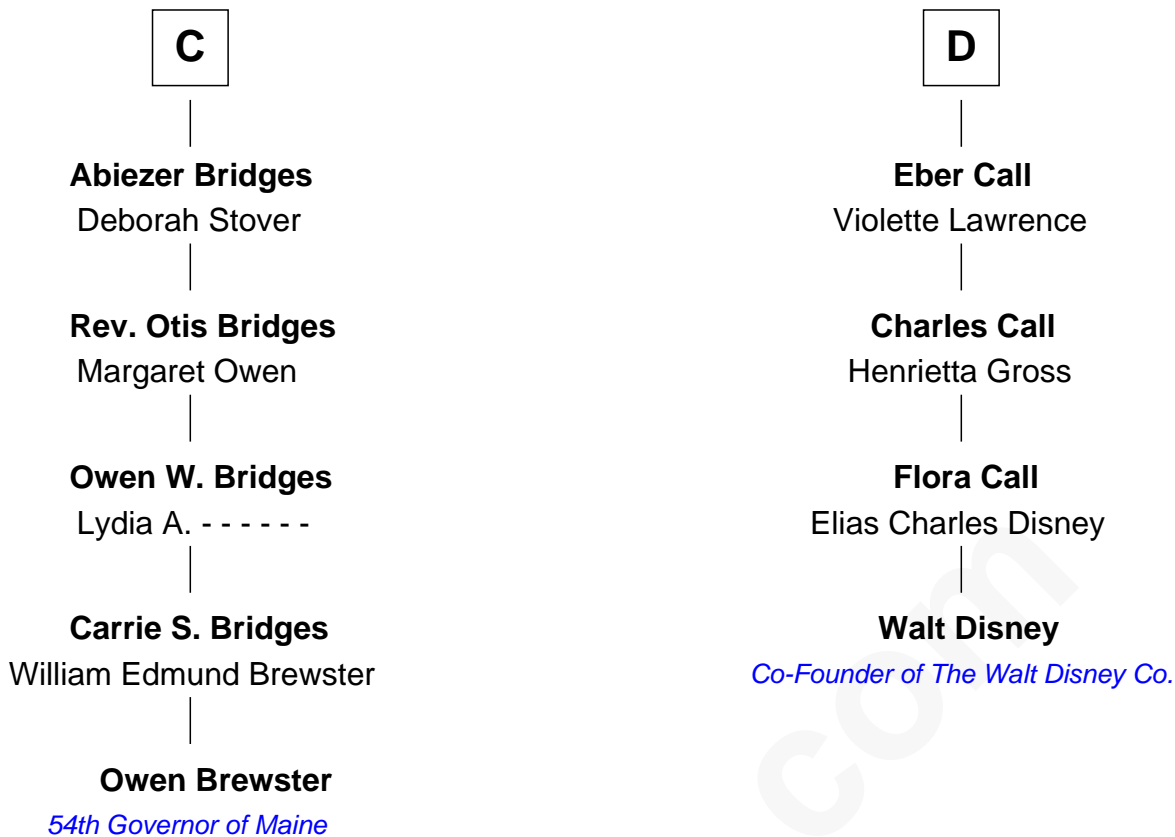 C
Abiezer Bridges
Deborah Stover
Rev. Otis Bridges
Margaret Owen
Owen W. Bridges
Lydia A. - - - - - -
Carrie S. Bridges
William Edmund Brewster
Owen Brewster
54th Governor of Maine
D
Eber Call
Violette Lawrence
Charles Call
Henrietta Gross
Flora Call
Elias Charles Disney
Walt Disney
Co-Founder of The Walt Disney Co.
com